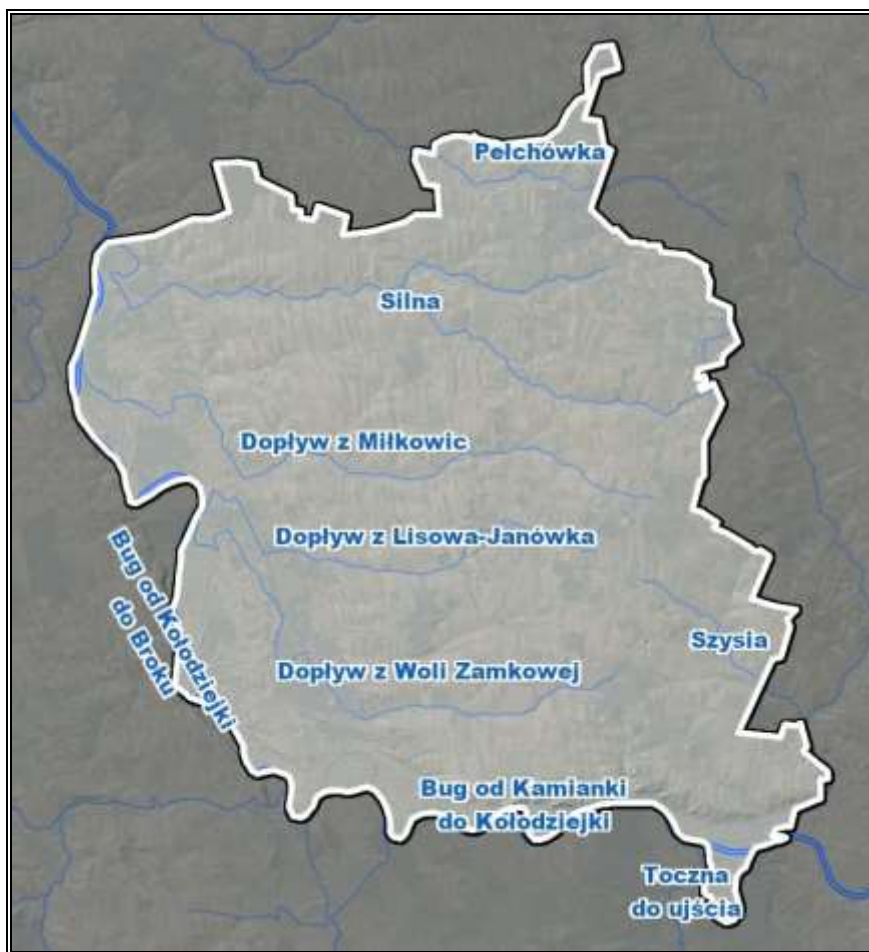 Pełchówka
Silna
Dopływ z Miłkowic
Dopływ z Lisowa-Janówka
Bug od Kołodziejki
do Broku
Szysia
Dopływ z Woli Zamkowej
Bug od Kamianki
do Kołodziejki
Toczna
do ujścia